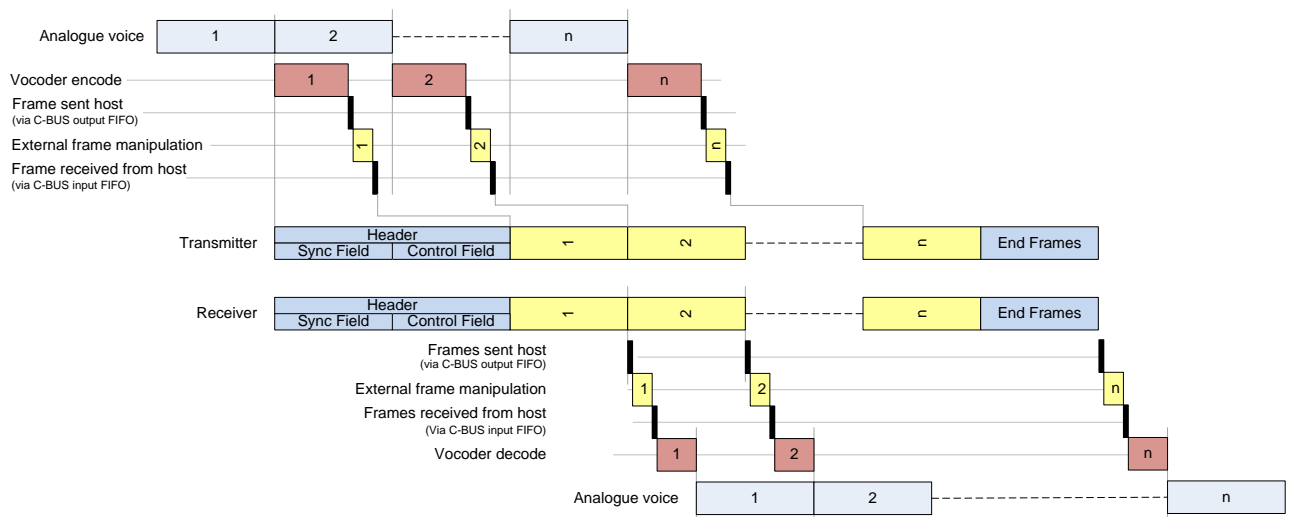 Analogue voice 1 2 n
Vocoder encode 1 2 n
Frame sent host
(via C-BUS output FIFO)
External frame manipulation 1 2 n
Frame received from host
(via C-BUS input FIFO)
Header
Transmitter 1 2 n End Frames
Sync Field Control Field
Header
Receiver 1 2 n End Frames
Sync Field Control Field
Frames sent host
(via C-BUS output FIFO)
External frame manipulation 1 2 n
Frames received from host
(Via C-BUS input FIFO)
Vocoder decode 1 2 n
Analogue voice 1 2 n